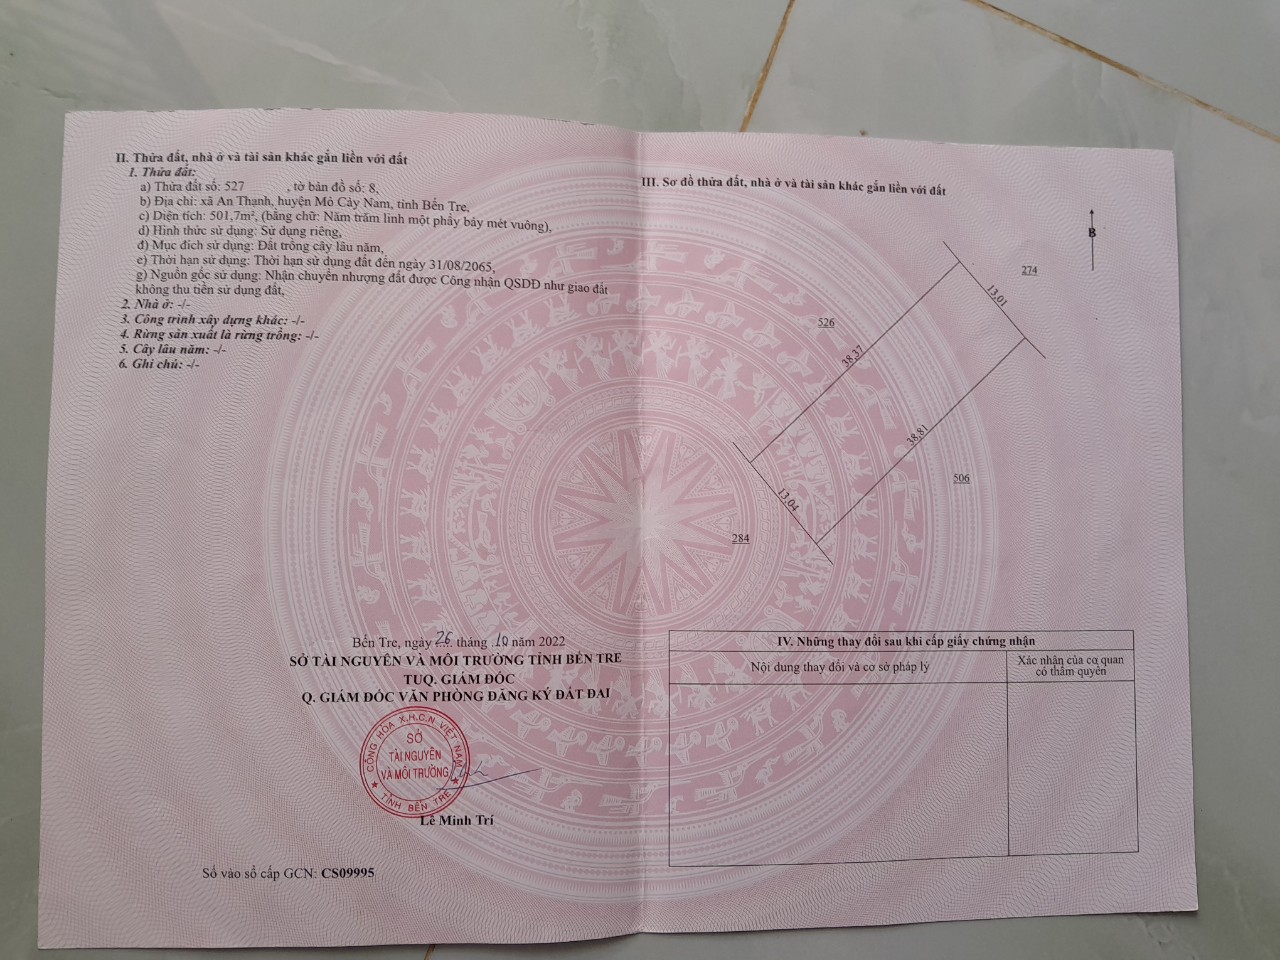 II. Thửa đất, nhà ở và tài sản khác gắn liền với đất
1. Thửa đất:
a) Thửa đất số: 527 , tờ bản đồ số: 8,
b) Địa chỉ: xã An Thạnh, huyện Mỏ Cày Nam, tỉnh Bến Tre,
c) Diện tích: 501,7m², (bằng chữ: Năm trăm linh một phẩy bảy mét vuông),
d) Hình thức sử dụng: Sử dụng riêng,
đ) Mục đích sử dụng: Đất trồng cây lâu năm,
e) Thời hạn sử dụng: Thời hạn sử dụng đất đến ngày 31/08/2065,
g) Nguồn gốc sử dụng: Nhận chuyển nhượng đất được Công nhận QSDĐ như giao đất
không thu tiền sử dụng đất,
2. Nhà ở: -/-
3. Công trình xây dựng khác: -/-
4. Rừng sản xuất là rừng trồng: -/-
5. Cây lâu năm: -/-
6. Ghi chú: -/-
Bến Tre, ngày 26 tháng 10 năm 2022
SỞ TÀI NGUYÊN VÀ MÔI TRƯỜNG TỈNH BẾN TRE
TUQ. GIÁM ĐỐC
Q. GIÁM ĐỐC VĂN PHÒNG ĐĂNG KÝ ĐẤT ĐAI
CỘNG HÒA X.H.C.N VIỆT NAM
SỞ
TÀI NGUYÊN
VÀ MÔI TRƯỜNG
TỈNH BẾN TRE
Lê Minh Trí
Số vào sổ cấp GCN: CS09995
III. Sơ đồ thửa đất, nhà ở và tài sản khác gắn liền với đất
B
274
13,01
526
38,37
38,81
506
13,04
284
IV. Những thay đổi sau khi cấp giấy chứng nhận
Nội dung thay đổi và cơ sở pháp lý
Xác nhận của cơ quan
có thẩm quyền